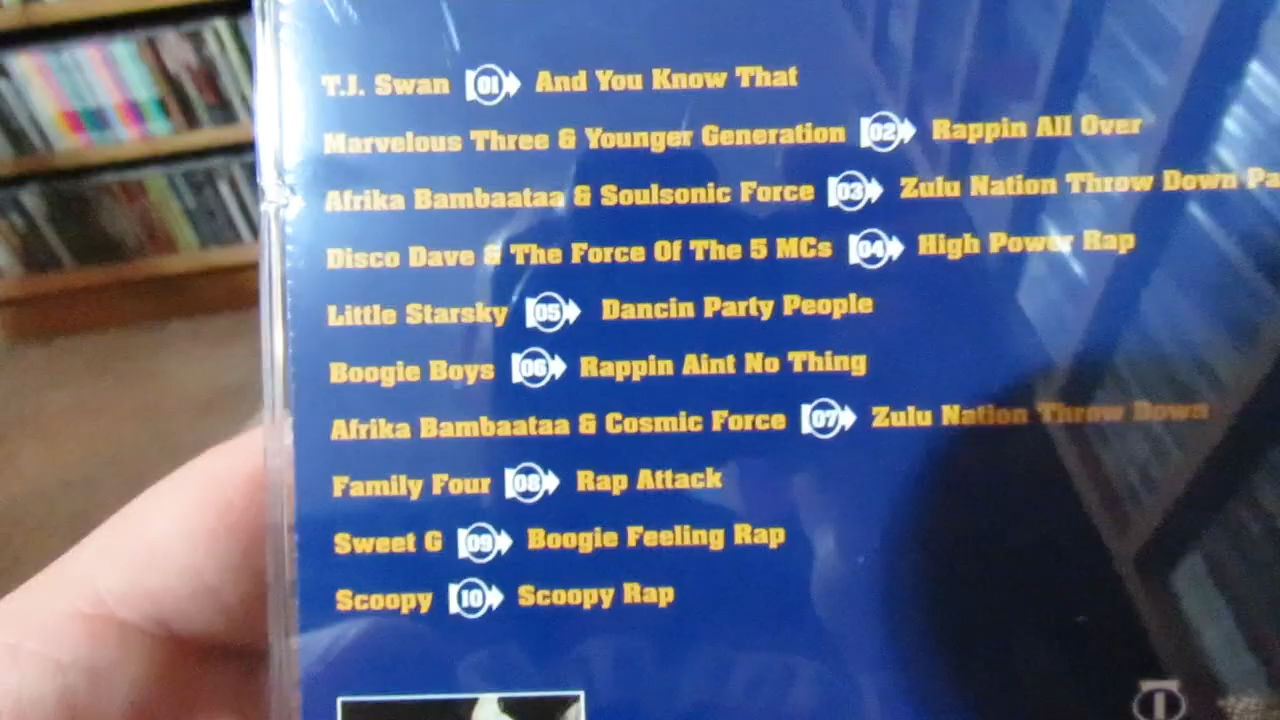 T.J. Swan 01 And You Know That
Marvelous Three & Younger Generation 02 Rappin All Over
Afrika Bambaataa & Soulsonic Force 03 Zulu Nation Throw Down Pa
Disco Dave & The Force Of The 5 MCs 04 High Power Rap
Little Starsky 05 Dancin Party People
Boogie Boys 06 Rappin Aint No Thing
Afrika Bambaataa & Cosmic Force 07 Zulu Nation Throw Down
Family Four 08 Rap Attack
Sweet G 09 Boogie Feeling Rap
Scoopy 10 Scoopy Rap